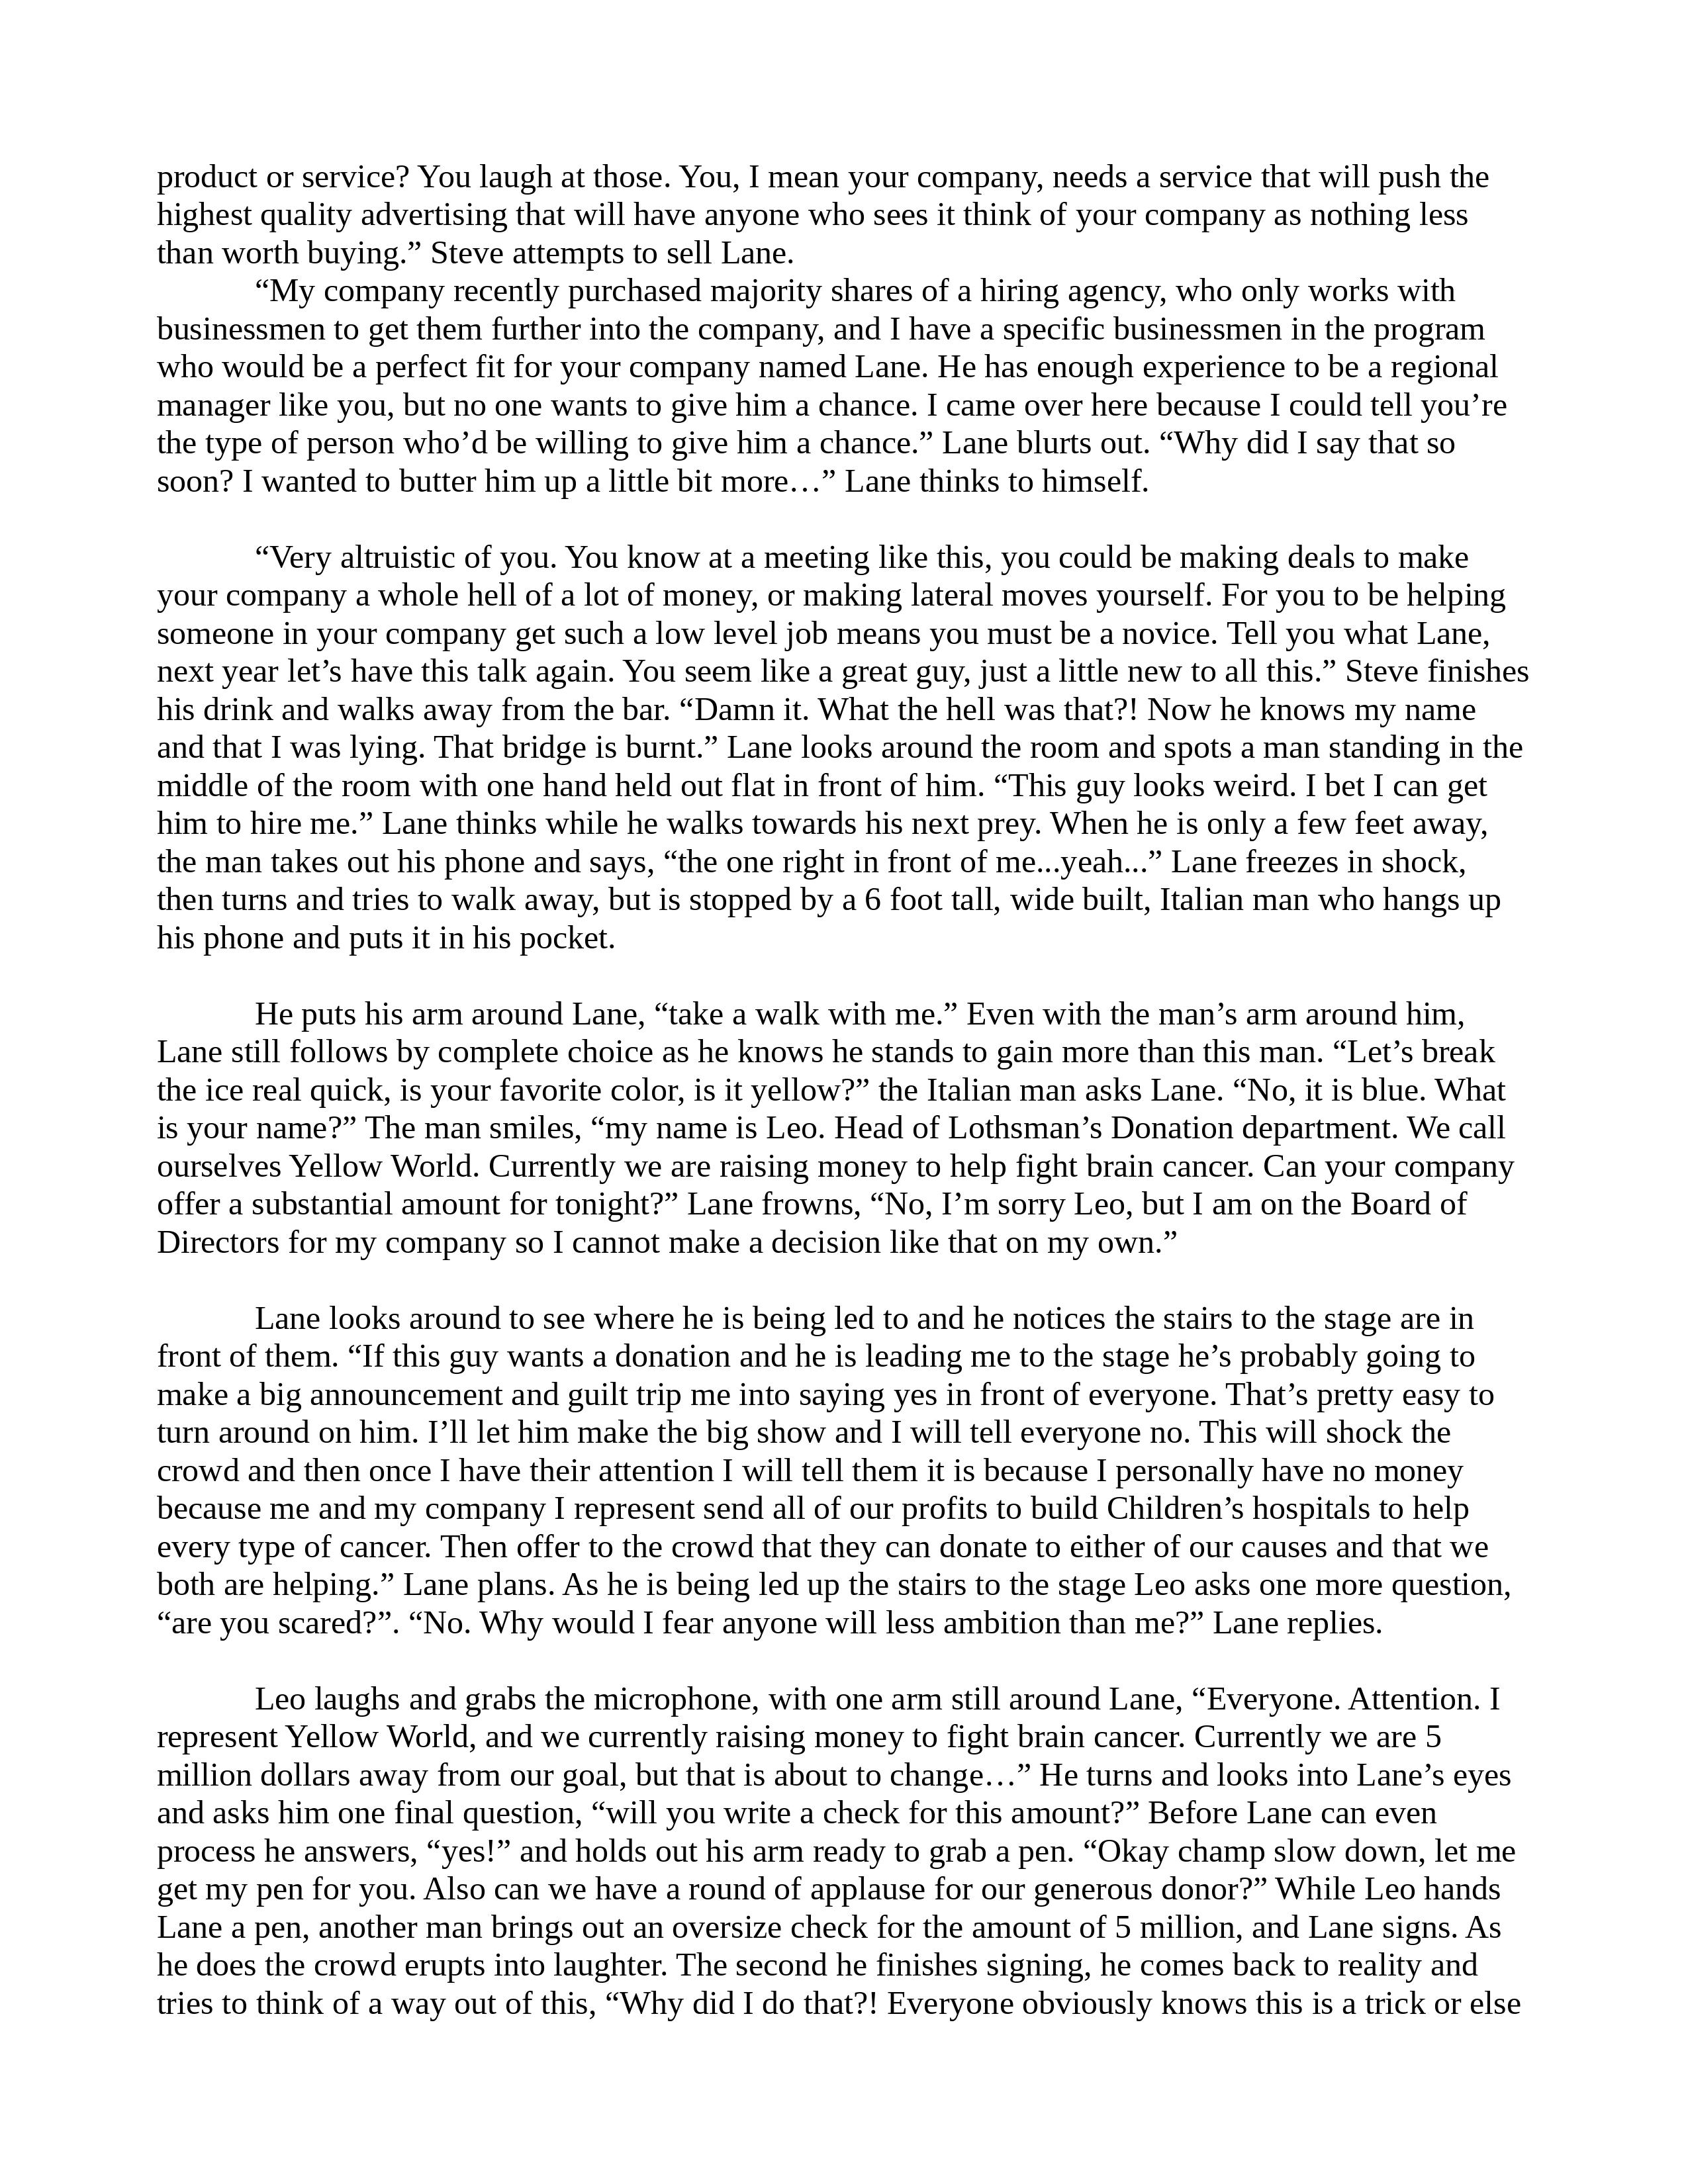 product or service? You laugh at those. You, I mean your company, needs a service that will push the
highest quality advertising that will have anyone who sees it think of your company as nothing less
than worth buying.” Steve attempts to sell Lane.
“My company recently purchased majority shares of a hiring agency, who only works with
businessmen to get them further into the company, and I have a specific businessmen in the program
who would be a perfect fit for your company named Lane. He has enough experience to be a regional
manager like you, but no one wants to give him a chance. I came over here because I could tell you’re
the type of person who’d be willing to give him a chance.” Lane blurts out. “Why did I say that so
soon? I wanted to butter him up a little bit more…” Lane thinks to himself.
“Very altruistic of you. You know at a meeting like this, you could be making deals to make
your company a whole hell of a lot of money, or making lateral moves yourself. For you to be helping
someone in your company get such a low level job means you must be a novice. Tell you what Lane,
next year let’s have this talk again. You seem like a great guy, just a little new to all this.” Steve finishes
his drink and walks away from the bar. “Damn it. What the hell was that?! Now he knows my name
and that I was lying. That bridge is burnt.” Lane looks around the room and spots a man standing in the
middle of the room with one hand held out flat in front of him. “This guy looks weird. I bet I can get
him to hire me.” Lane thinks while he walks towards his next prey. When he is only a few feet away,
the man takes out his phone and says, “the one right in front of me...yeah...” Lane freezes in shock,
then turns and tries to walk away, but is stopped by a 6 foot tall, wide built, Italian man who hangs up
his phone and puts it in his pocket.
He puts his arm around Lane, “take a walk with me.” Even with the man’s arm around him,
Lane still follows by complete choice as he knows he stands to gain more than this man. “Let’s break
the ice real quick, is your favorite color, is it yellow?” the Italian man asks Lane. “No, it is blue. What
is your name?” The man smiles, “my name is Leo. Head of Lothsman’s Donation department. We call
ourselves Yellow World. Currently we are raising money to help fight brain cancer. Can your company
offer a substantial amount for tonight?” Lane frowns, “No, I’m sorry Leo, but I am on the Board of
Directors for my company so I cannot make a decision like that on my own.”
Lane looks around to see where he is being led to and he notices the stairs to the stage are in
front of them. “If this guy wants a donation and he is leading me to the stage he’s probably going to
make a big announcement and guilt trip me into saying yes in front of everyone. That’s pretty easy to
turn around on him. I’ll let him make the big show and I will tell everyone no. This will shock the
crowd and then once I have their attention I will tell them it is because I personally have no money
because me and my company I represent send all of our profits to build Children’s hospitals to help
every type of cancer. Then offer to the crowd that they can donate to either of our causes and that we
both are helping.” Lane plans. As he is being led up the stairs to the stage Leo asks one more question,
“are you scared?”. “No. Why would I fear anyone will less ambition than me?” Lane replies.
Leo laughs and grabs the microphone, with one arm still around Lane, “Everyone. Attention. I
represent Yellow World, and we currently raising money to fight brain cancer. Currently we are 5
million dollars away from our goal, but that is about to change…” He turns and looks into Lane’s eyes
and asks him one final question, “will you write a check for this amount?” Before Lane can even
process he answers, “yes!” and holds out his arm ready to grab a pen. “Okay champ slow down, let me
get my pen for you. Also can we have a round of applause for our generous donor?” While Leo hands
Lane a pen, another man brings out an oversize check for the amount of 5 million, and Lane signs. As
he does the crowd erupts into laughter. The second he finishes signing, he comes back to reality and
tries to think of a way out of this, “Why did I do that?! Everyone obviously knows this is a trick or else